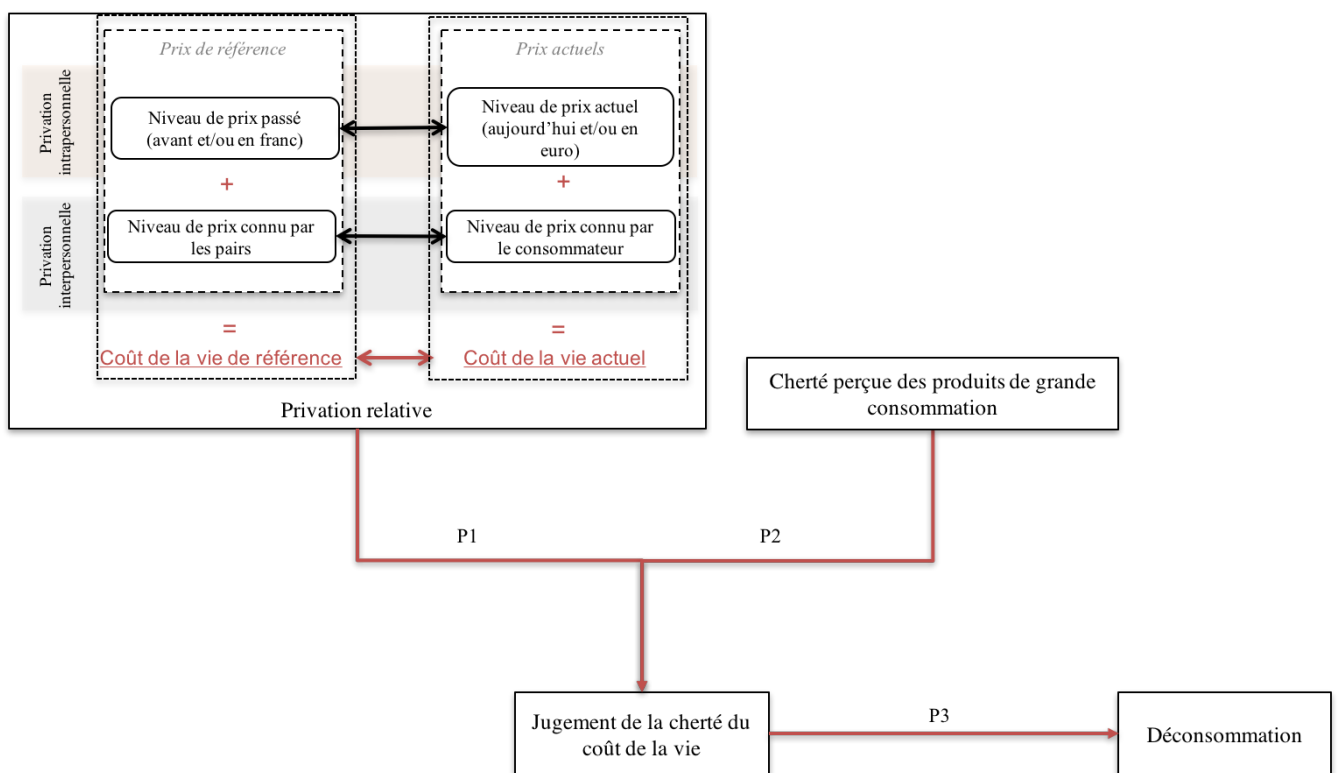 Prix de référence
Prix actuels
Privation
intrapersonnelle
Niveau de prix passé
(avant et/ou en franc)
Niveau de prix actuel
(aujourd’hui et/ou en
euro)
+
+
Privation
interpersonnelle
Niveau de prix connu par
les pairs
Niveau de prix connu par
le consommateur
=
=
Coût de la vie de référence
Coût de la vie actuel
Privation relative
Cherté perçue des produits de grande
consommation
P1
P2
Jugement de la cherté du
coût de la vie
P3
Déconsommation